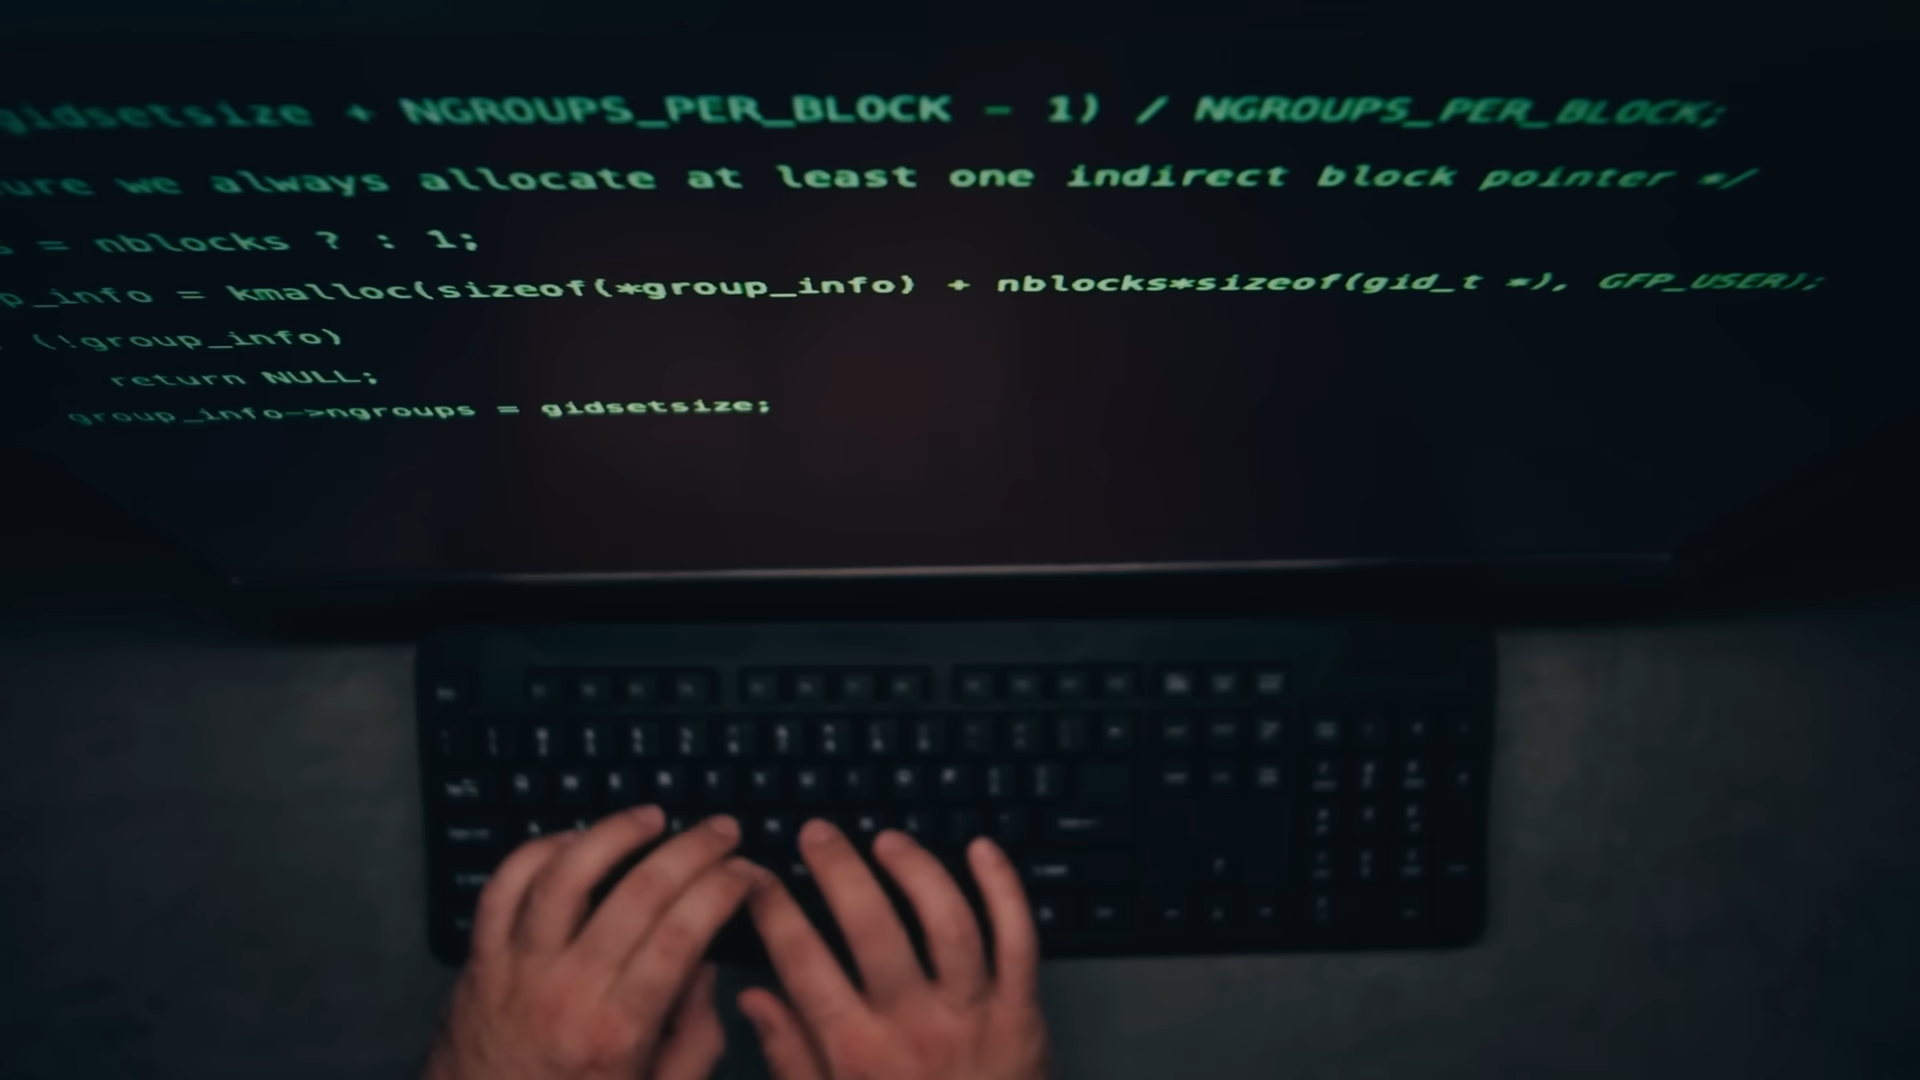 gidsetsize + NGROUPS_PER_BLOCK - 1) / NGROUPS_PER_BLOCK;
ure we always allocate at least one indirect block pointer */
s = nblocks ? : 1;
p_info = kmalloc(sizeof(*group_info) + nblocks*sizeof(gid_t *), GFP_USER);
(!group_info)
return NULL;
group_info->ngroups = gidsetsize;